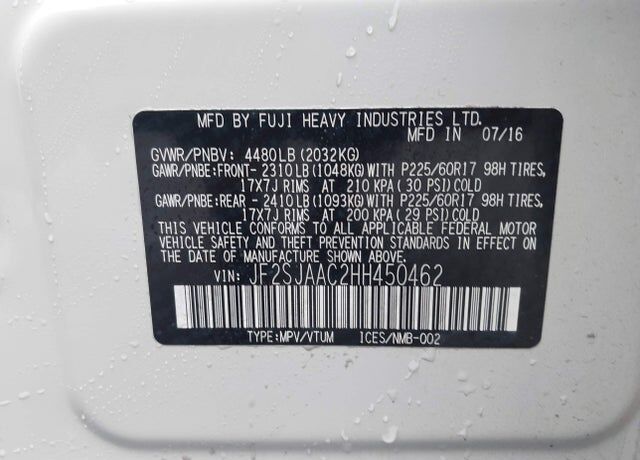 MFD BY FUJI HEAVY INDUSTRIES LTD.
MFD IN 07/16
GVWR/PNBV: 4480LB (2032KG)
GAWR/PNBE:FRONT- 2310LB (1048KG) WITH P225/60R17 98H TIRES,
17X7J RIMS AT 210 KPA (30 PSI) COLD
GAWR/PNBE:REAR - 2410LB (1093KG) WITH P225/60R17 98H TIRES,
17X7J RIMS AT 200 KPA (29 PSI) COLD
THIS VEHICLE CONFORMS TO ALL APPLICABLE FEDERAL MOTOR
VEHICLE SAFETY AND THEFT PREVENTION STANDARDS IN EFFECT ON
THE DATE OF MANUFACTURE SHOWN ABOVE.
VIN: JF2SJAAC2HH450462
TYPE:MPV/VTUM ICES/NMB-002